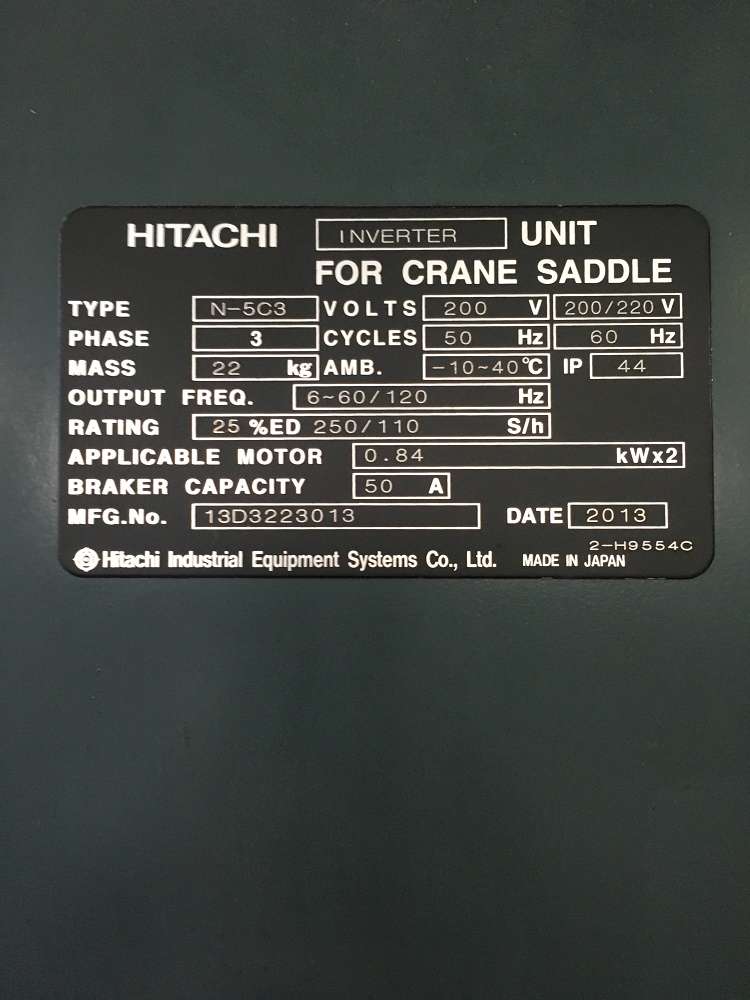 HITACHI INVERTER UNIT
FOR CRANE SADDLE
TYPE N-5C3 VOLTS 200 V 200/220 V
PHASE 3 CYCLES 50 Hz 60 Hz
MASS 22 kg AMB. -10~40℃ IP 44
OUTPUT FREQ. 6~60/120 Hz
RATING 25 %ED 250/110 S/h
APPLICABLE MOTOR 0.84 kWx2
BRAKER CAPACITY 50 A
MFG.No. 13D3223013 DATE 2013
2-H9554C
Hitachi Industrial Equipment Systems Co., Ltd. MADE IN JAPAN